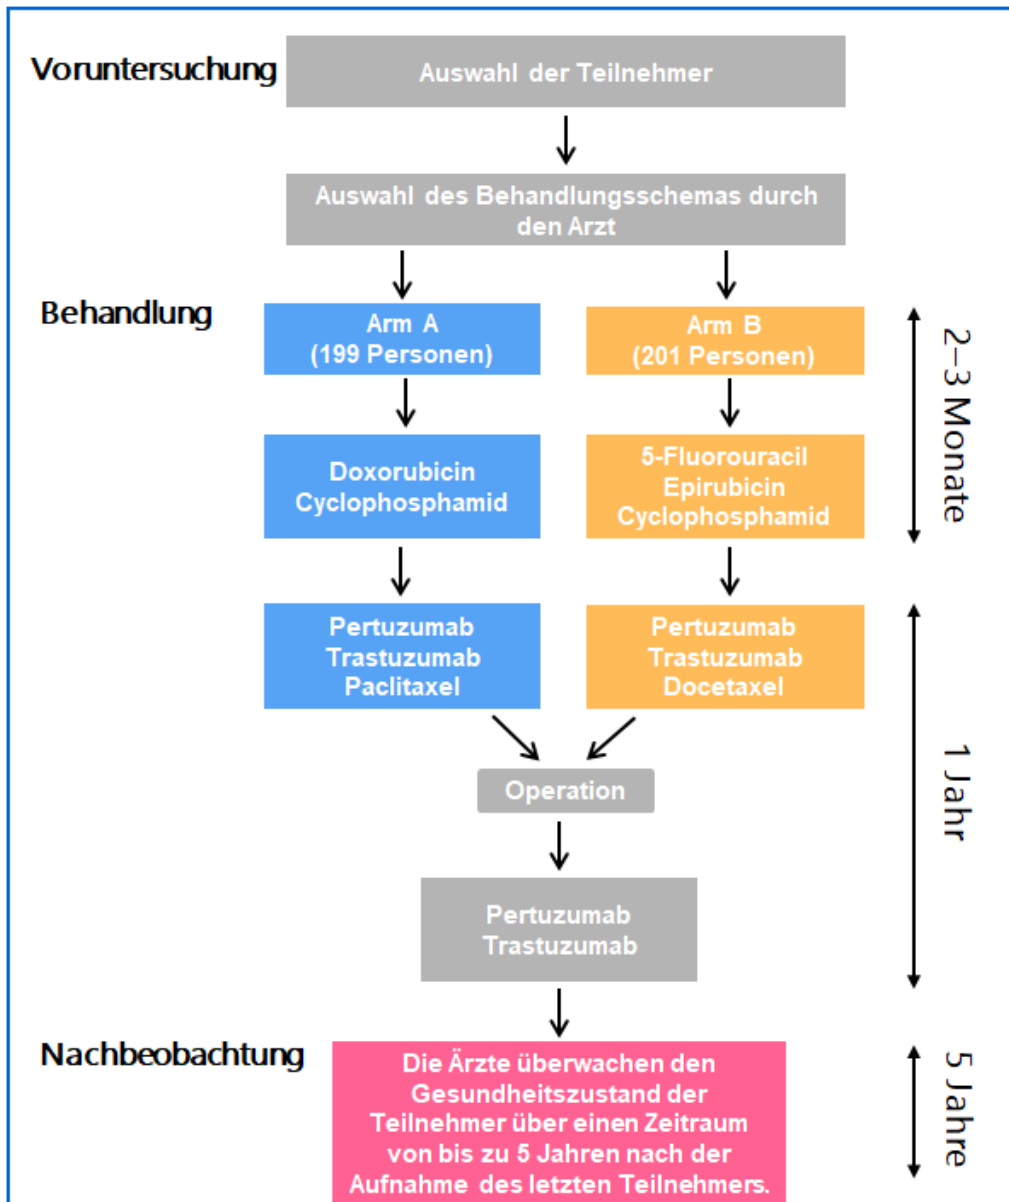 Voruntersuchung
Auswahl der Teilnehmer
Auswahl des Behandlungsschemas durch
den Arzt
Behandlung
Arm A
(199 Personen)
Arm B
(201 Personen)
2–3 Monate
Doxorubicin
Cyclophosphamid
5-Fluorouracil
Epirubicin
Cyclophosphamid
Pertuzumab
Trastuzumab
Paclitaxel
Pertuzumab
Trastuzumab
Docetaxel
1 Jahr
Operation
Pertuzumab
Trastuzumab
Nachbeobachtung
Die Ärzte überwachen den
Gesundheitszustand der
Teilnehmer über einen Zeitraum
von bis zu 5 Jahren nach der
Aufnahme des letzten Teilnehmers.
5 Jahre